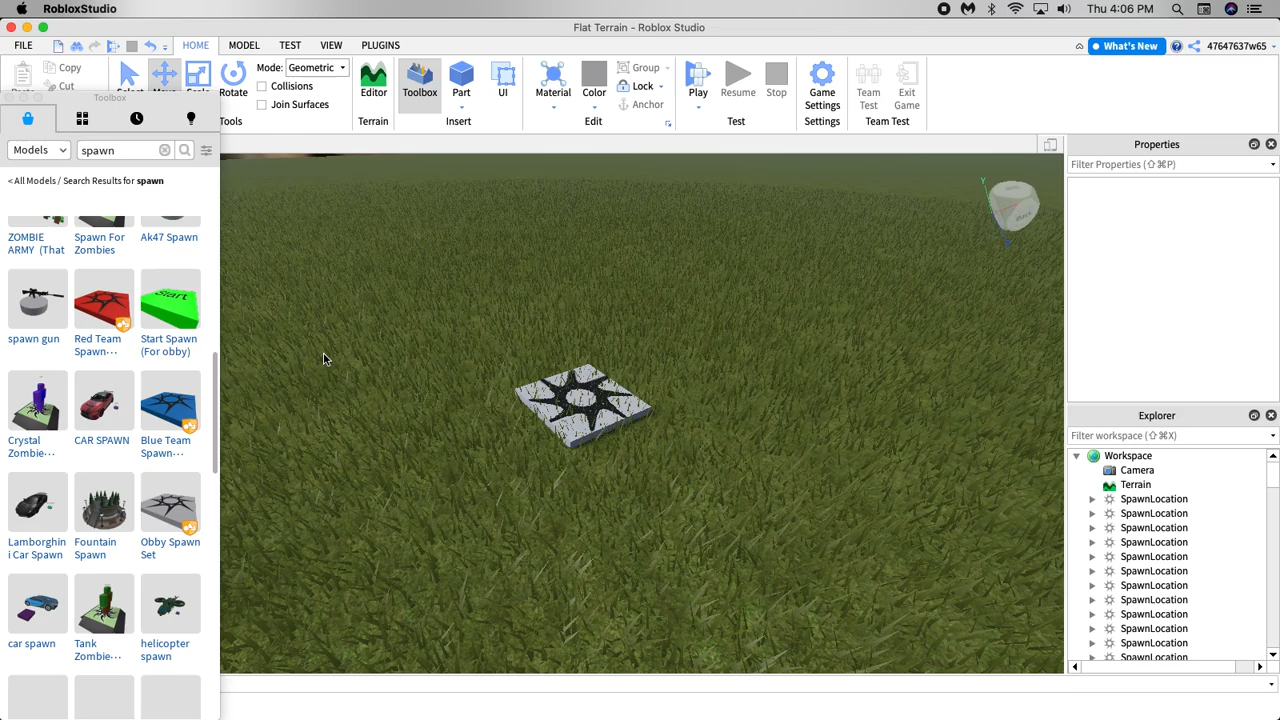 RobloxStudio
Thu 4:06 PM
Flat Terrain - RobloxStudio
FILE
HOME
MODEL
TEST
VIEW
PLUGINS
What's New
47647637w65
Copy
Cut
Select
Move
Scale
Rotate
Tools
Mode: Geometric
Collisions
Join Surfaces
Editor
Terrain
Toolbox
Part
UI
Insert
Material
Color
Group
Lock
Anchor
Edit
Play
Resume
Stop
Test
Game
Settings
Settings
Team
Test
Exit
Game
Team Test
Toolbox
Models
spawn
< All Models / Search Results for spawn
ZOMBIE
ARMY (That
Spawn For
Zombies
Ak47 Spawn
spawn gun
Red Team
Spawn...
Start
Start Spawn
(For obby)
Crystal
Zombie...
CAR SPAWN
Blue Team
Spawn...
Lamborghin
i Car Spawn
Fountain
Spawn
Obby Spawn
Set
car spawn
Tank
Zombie...
helicopter
spawn
Y
Properties
Filter Properties (⇧⌘P)
Explorer
Filter workspace (⇧⌘X)
Workspace
Camera
Terrain
SpawnLocation
SpawnLocation
SpawnLocation
SpawnLocation
SpawnLocation
SpawnLocation
SpawnLocation
SpawnLocation
SpawnLocation
SpawnLocation
SpawnLocation
SpawnLocation